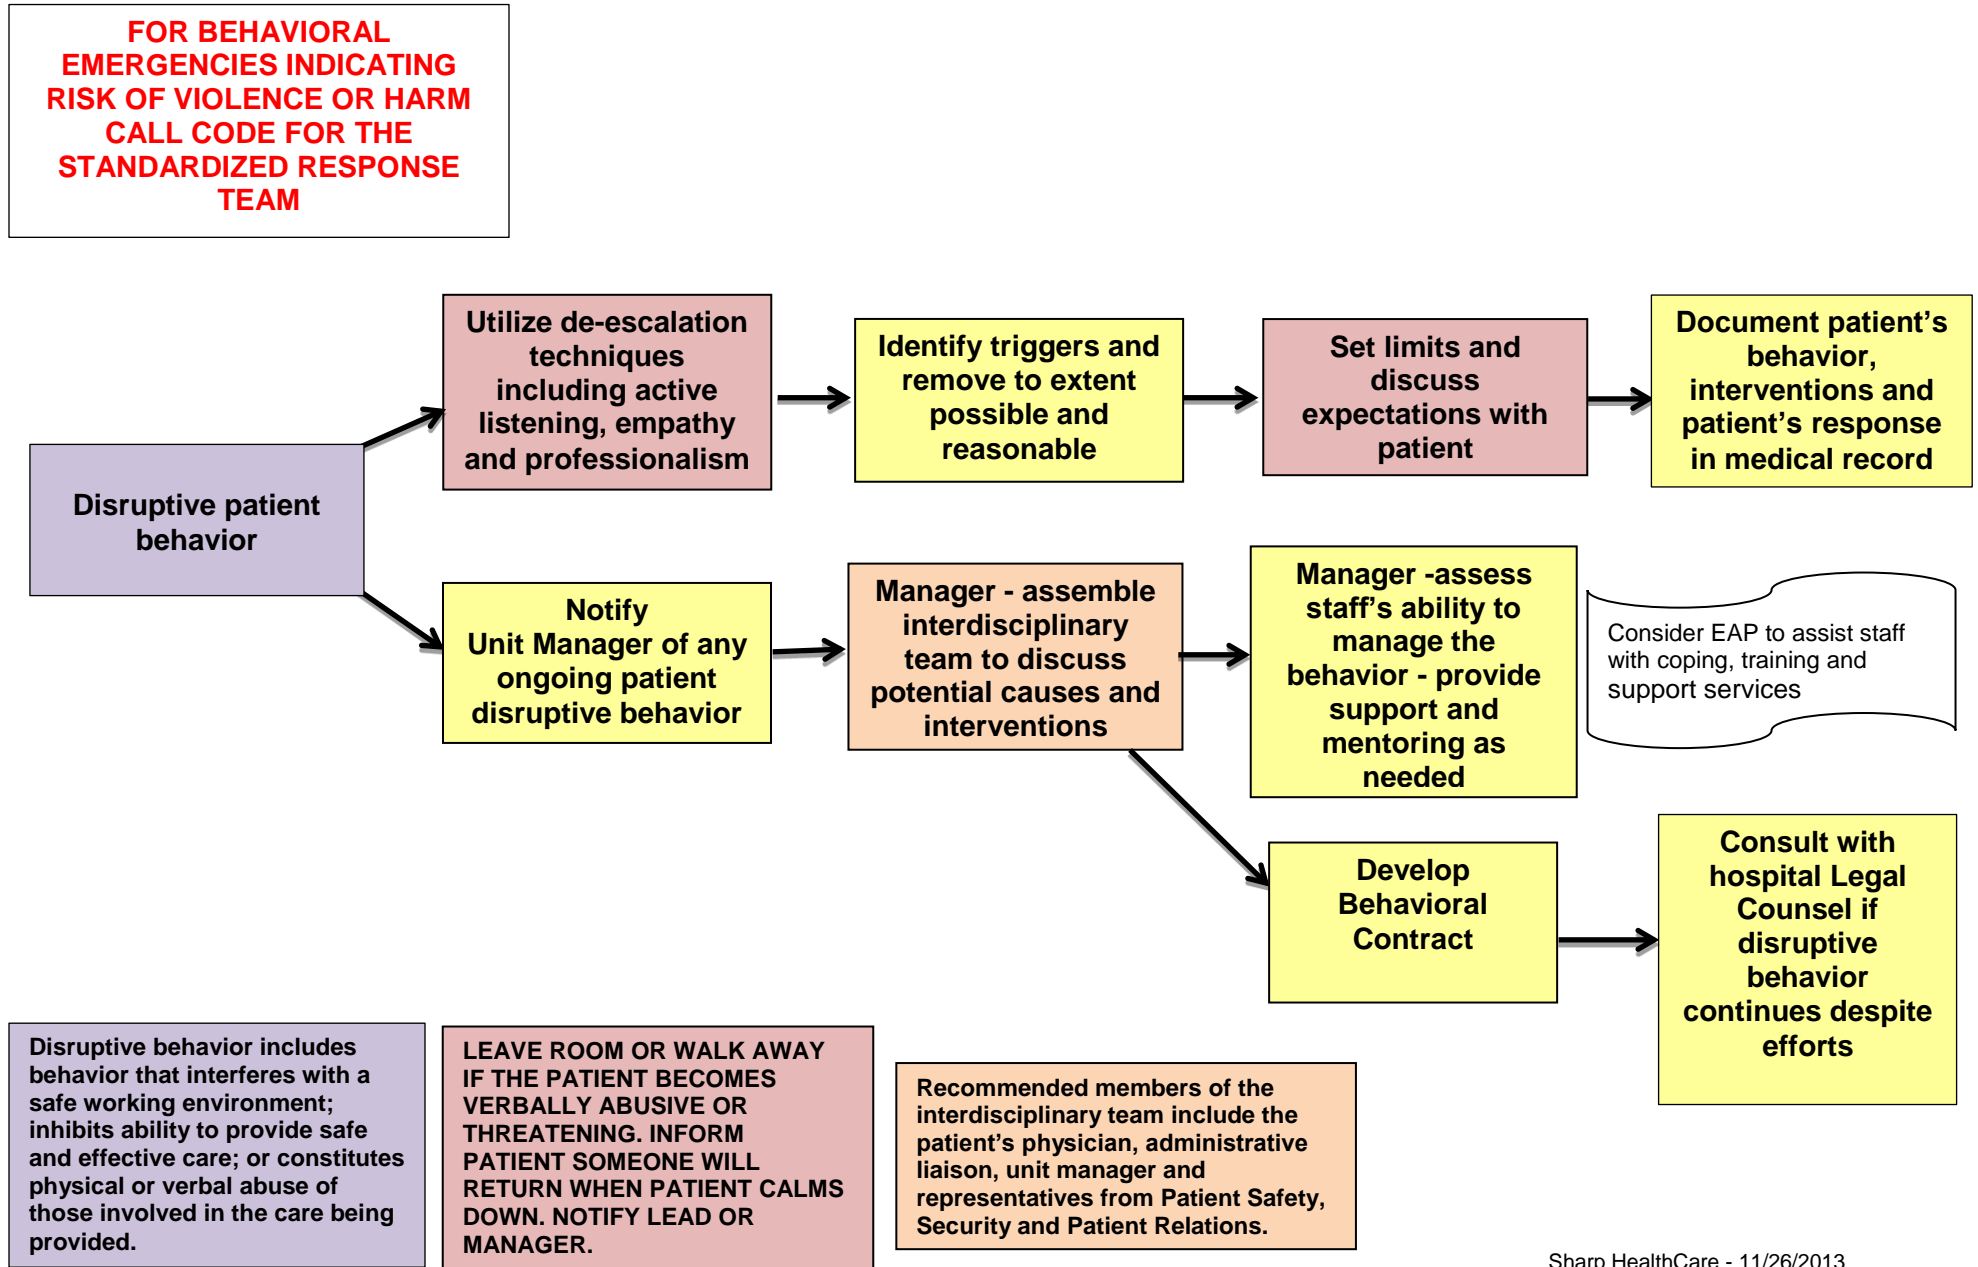 FOR BEHAVIORAL
EMERGENCIES INDICATING
RISK OF VIOLENCE OR HARM
CALL CODE FOR THE
STANDARDIZED RESPONSE
TEAM
Disruptive patient
behavior
Utilize de-escalation
techniques
including active
listening, empathy
and professionalism
Identify triggers and
remove to extent
possible and
reasonable
Set limits and
discuss
expectations with
patient
Document patient’s
behavior,
interventions and
patient’s response
in medical record
Notify
Unit Manager of any
ongoing patient
disruptive behavior
Manager - assemble
interdisciplinary
team to discuss
potential causes and
interventions
Manager -assess
staff’s ability to
manage the
behavior - provide
support and
mentoring as
needed
Consider EAP to assist staff
with coping, training and
support services
Develop
Behavioral
Contract
Consult with
hospital Legal
Counsel if
disruptive
behavior
continues despite
efforts
Disruptive behavior includes
behavior that interferes with a
safe working environment;
inhibits ability to provide safe
and effective care; or constitutes
physical or verbal abuse of
those involved in the care being
provided.
LEAVE ROOM OR WALK AWAY
IF THE PATIENT BECOMES
VERBALLY ABUSIVE OR
THREATENING. INFORM
PATIENT SOMEONE WILL
RETURN WHEN PATIENT CALMS
DOWN. NOTIFY LEAD OR
MANAGER.
Recommended members of the
interdisciplinary team include the
patient’s physician, administrative
liaison, unit manager and
representatives from Patient Safety,
Security and Patient Relations.
Sharp HealthCare - 11/26/2013